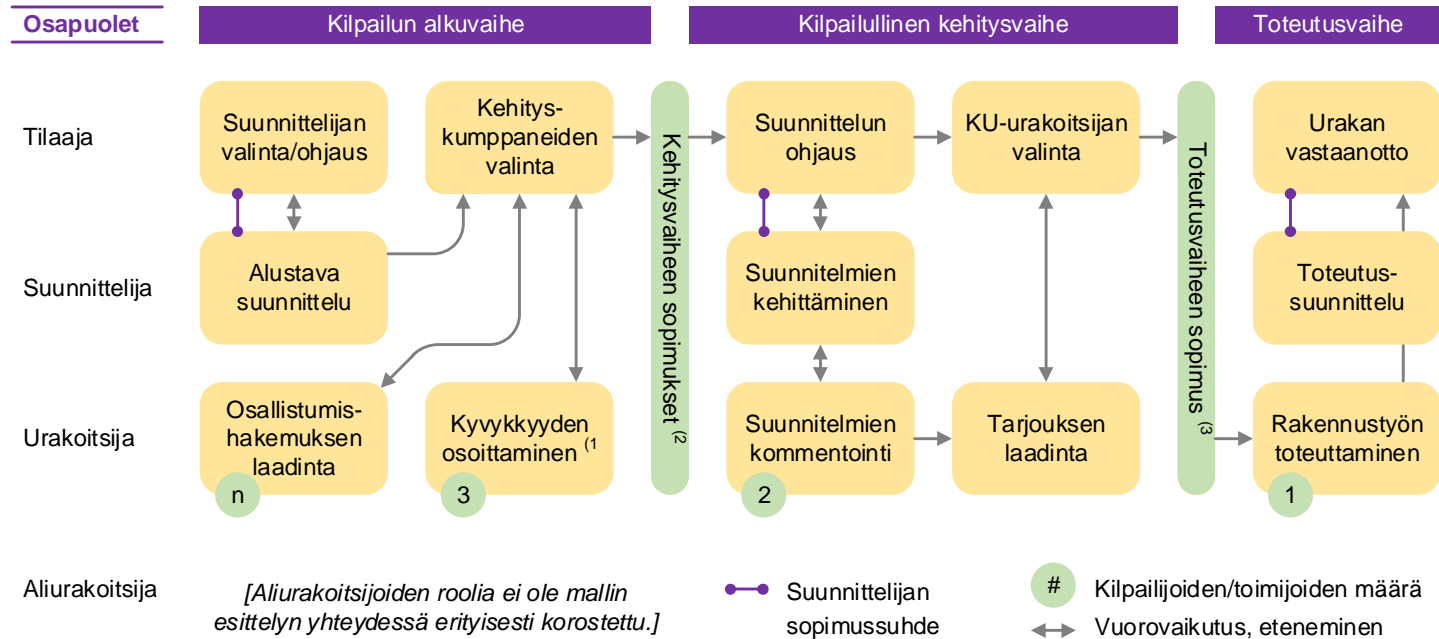 Osapuolet
Kilpailun alkuvaihe
Kilpailullinen kehitysvaihe
Toteutusvaihe
Tilaaja
Suunnittelijan
valinta/ohjaus
Kehitys-
kumppaneiden
valinta
Kehitysvaiheen sopimukset (2
Suunnittelun
ohjaus
KU-urakoitsijan
valinta
Toteutusvaiheen sopimus (3
Urakan
vastaanotto
Suunnittelija
Alustava
suunnittelu
Suunnitelmien
kehittäminen
Toteutus-
suunnittelu
Urakoitsija
Osallistumis-
hakemuksen
laadinta
n
Kyvykkyyden
osoittaminen (1
3
Suunnitelmien
kommentointi
2
Tarjouksen
laadinta
Rakennustyön
toteuttaminen
1
Aliurakoitsija
[Aliurakoitsijoiden roolia ei ole mallin
esittelyn yhteydessä erityisesti korostettu.]
Suunnittelijan
sopimussuhde
#
Kilpailijoiden/toimijoiden määrä
Vuorovaikutus, eteneminen